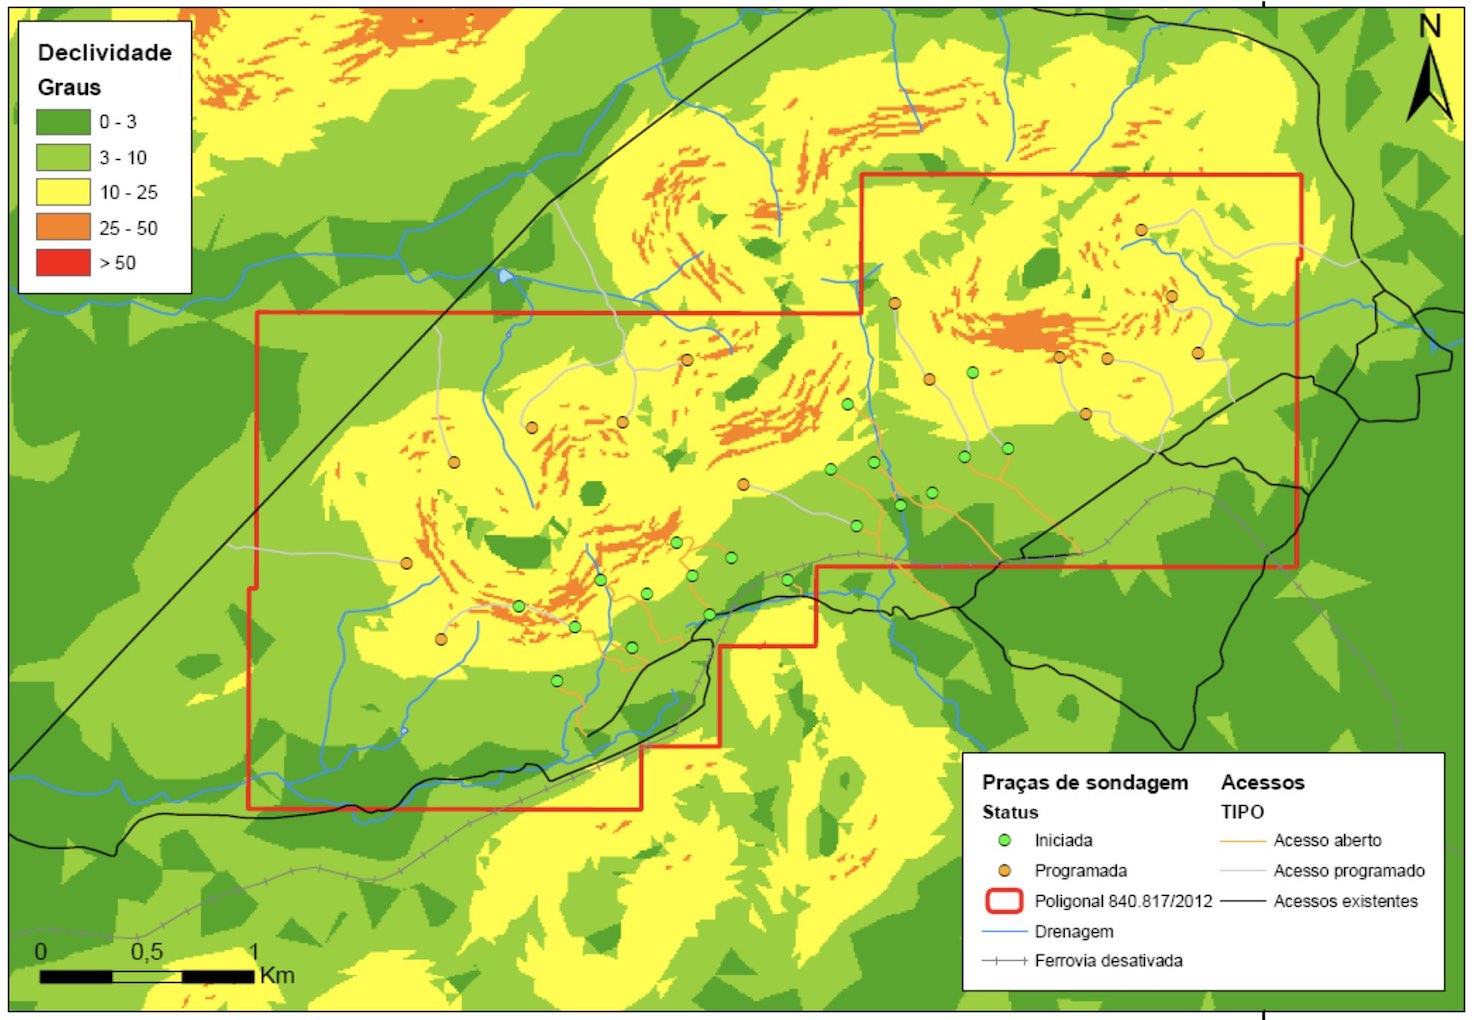 Declividade
Graus
0 - 3
3 - 10
10 - 25
25 - 50
> 50
N
Praças de sondagem
Status
Iniciada
Programada
Poligonal 840.817/2012
Drenagem
Ferrovia desativada
Acessos
TIPO
Acesso aberto
Acesso programado
Acessos existentes
0 0,5 1
Km